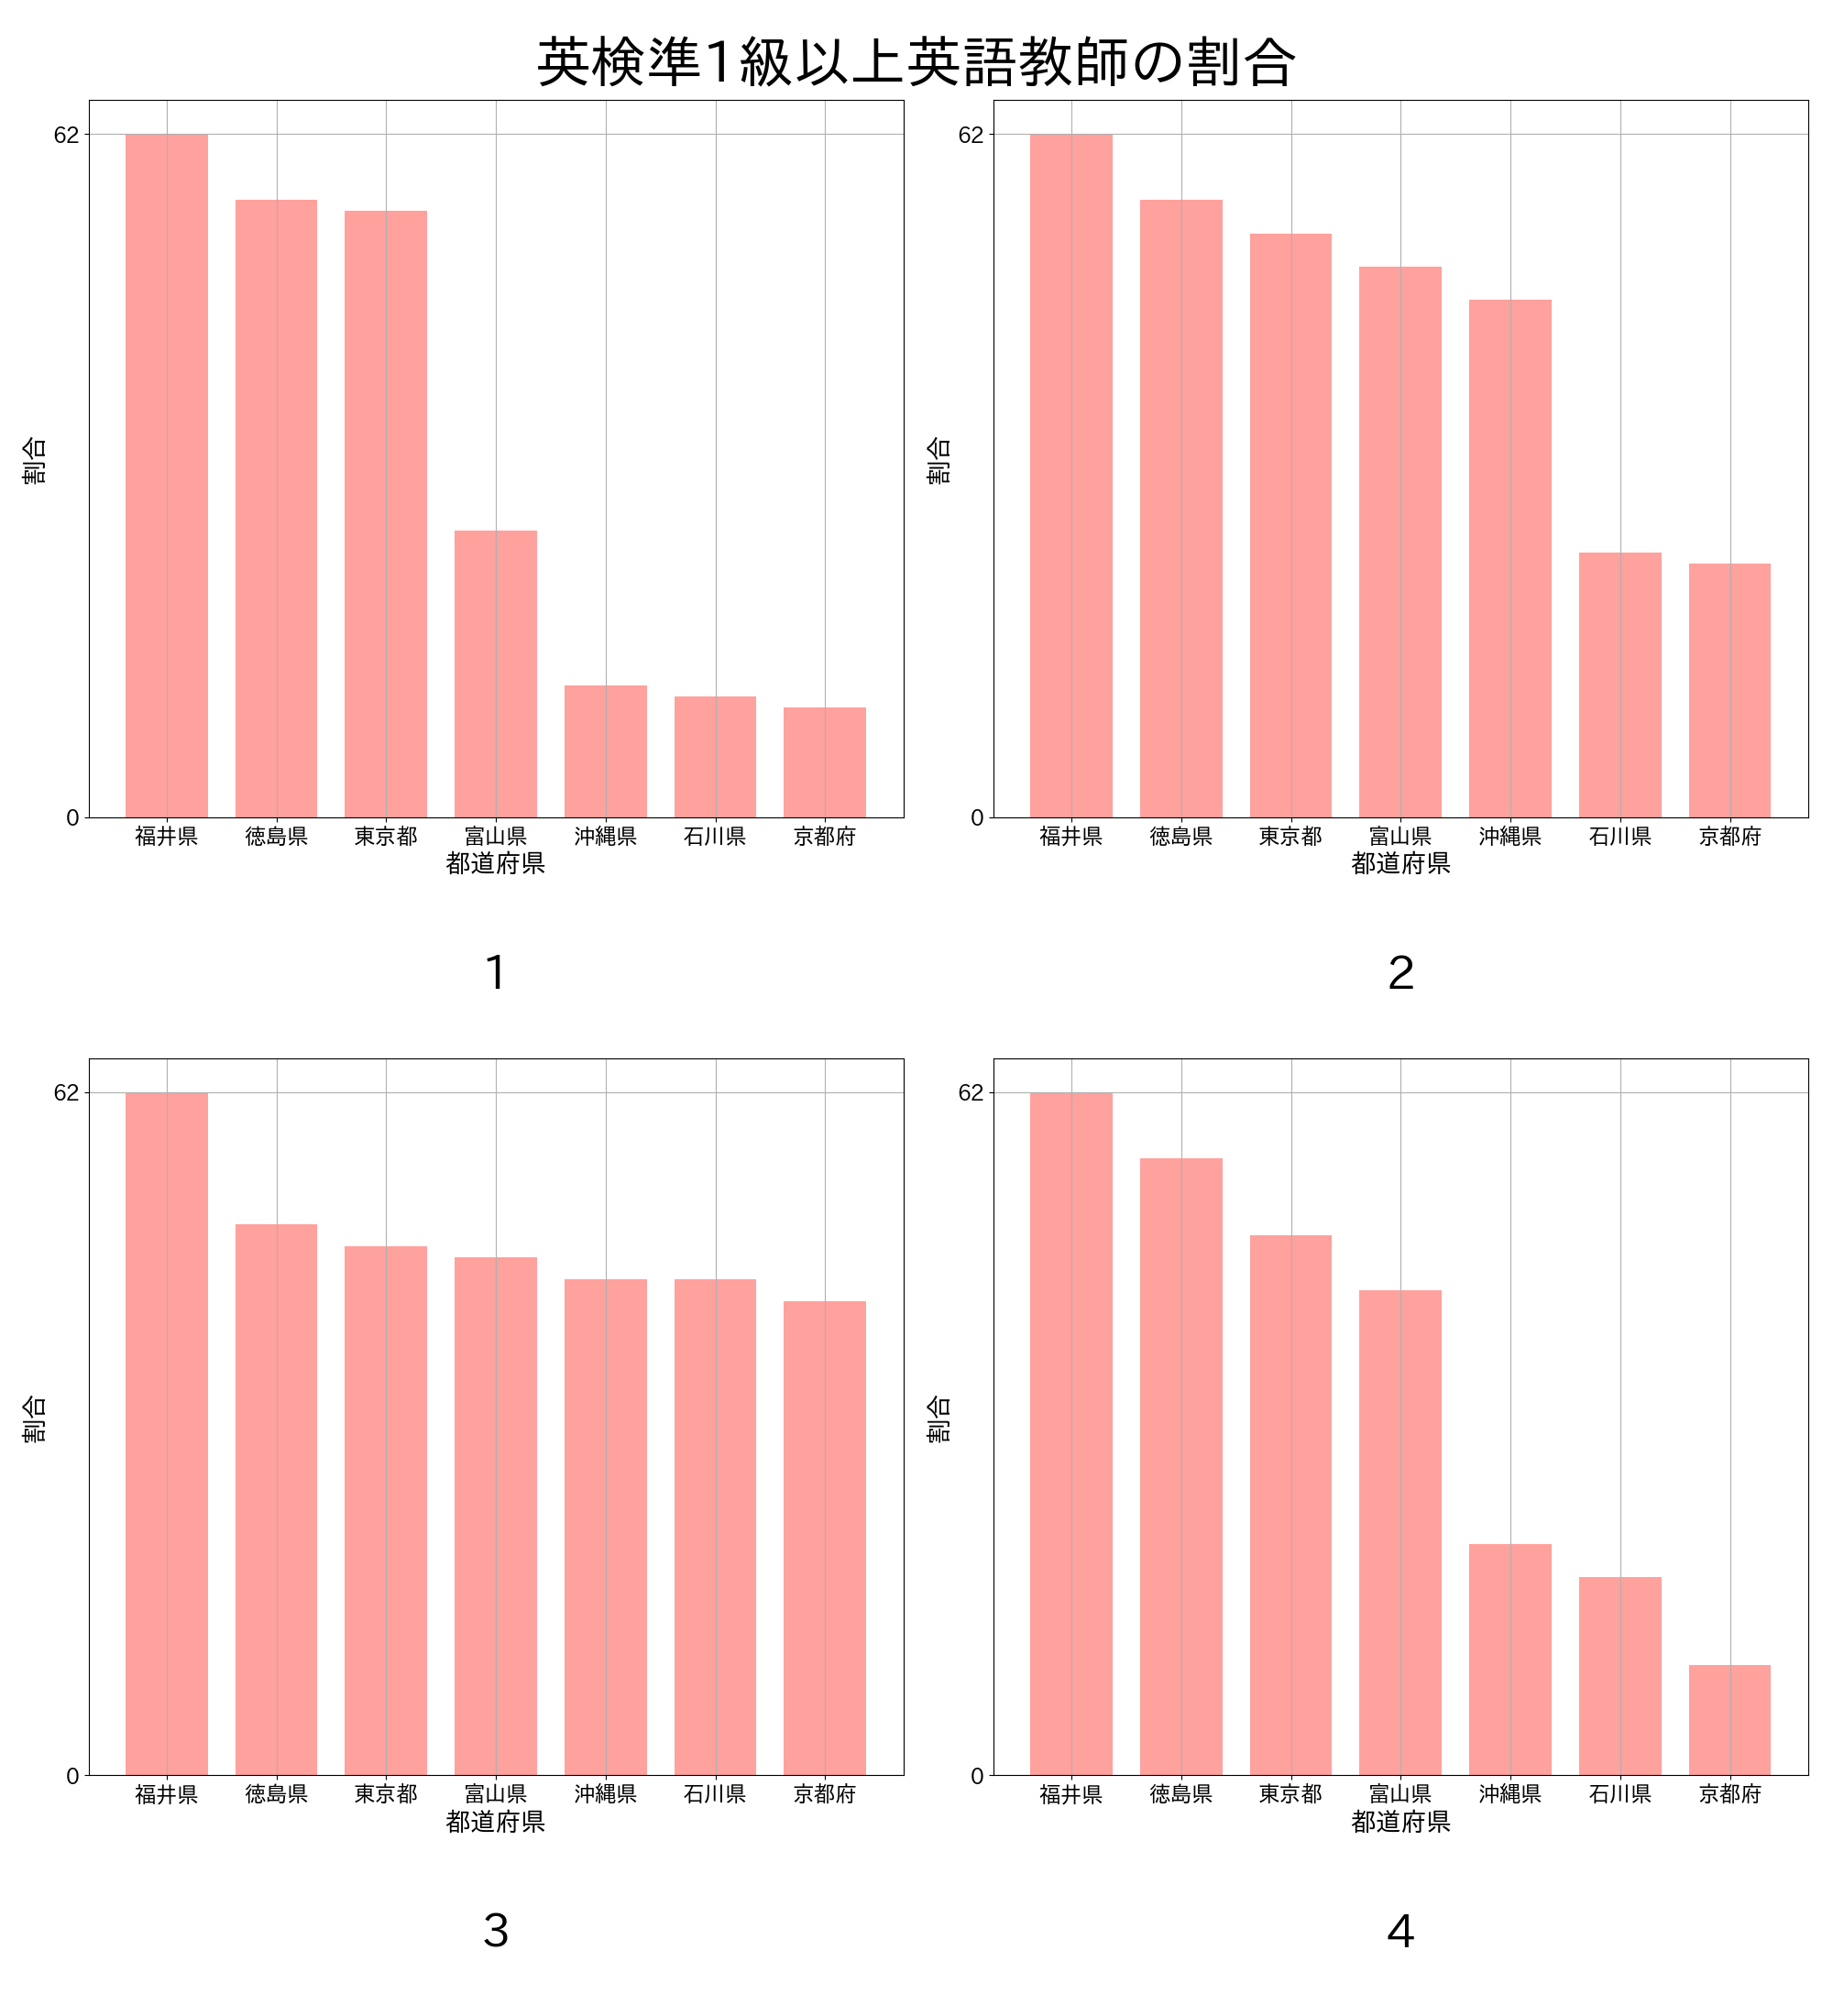 英検準1級以上英語教師の割合
62
0
割合
福井県 徳島県 東京都 富山県 沖縄県 石川県 京都府
都道府県
1
62
0
割合
福井県 徳島県 東京都 富山県 沖縄県 石川県 京都府
都道府県
2
62
0
割合
福井県 徳島県 東京都 富山県 沖縄県 石川県 京都府
都道府県
3
62
0
割合
福井県 徳島県 東京都 富山県 沖縄県 石川県 京都府
都道府県
4